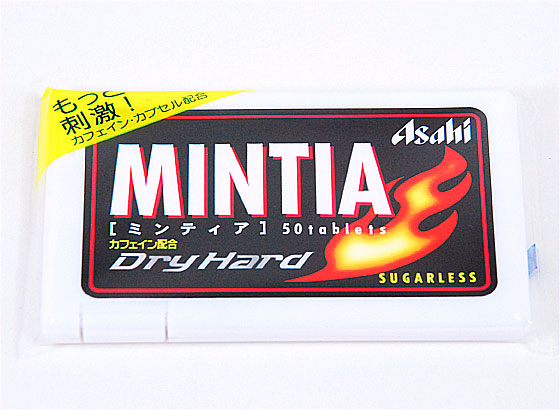 もっと
刺激!
カフェイン・カプセル配合
Asahi
MINTIA
[ミンティア] 50tablets
カフェイン配合
Dry Hard
SUGARLESS